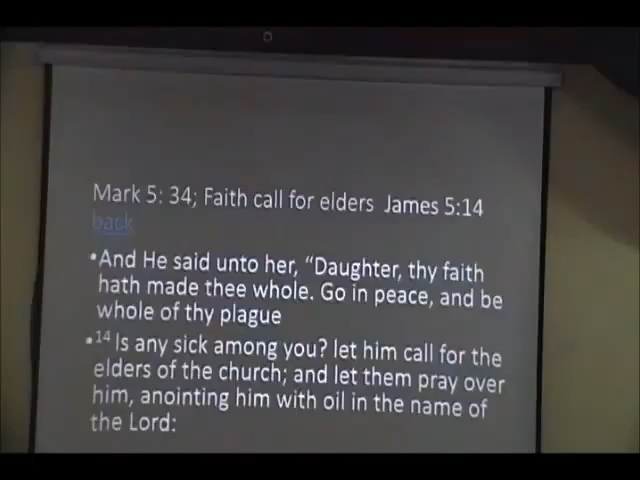 Mark 5: 34; Faith call for elders  James 5:14
back
•And He said unto her, “Daughter, thy faith
hath made thee whole. Go in peace, and be
whole of thy plague
•14 Is any sick among you? let him call for the
elders of the church; and let them pray over
him, anointing him with oil in the name of
the Lord: